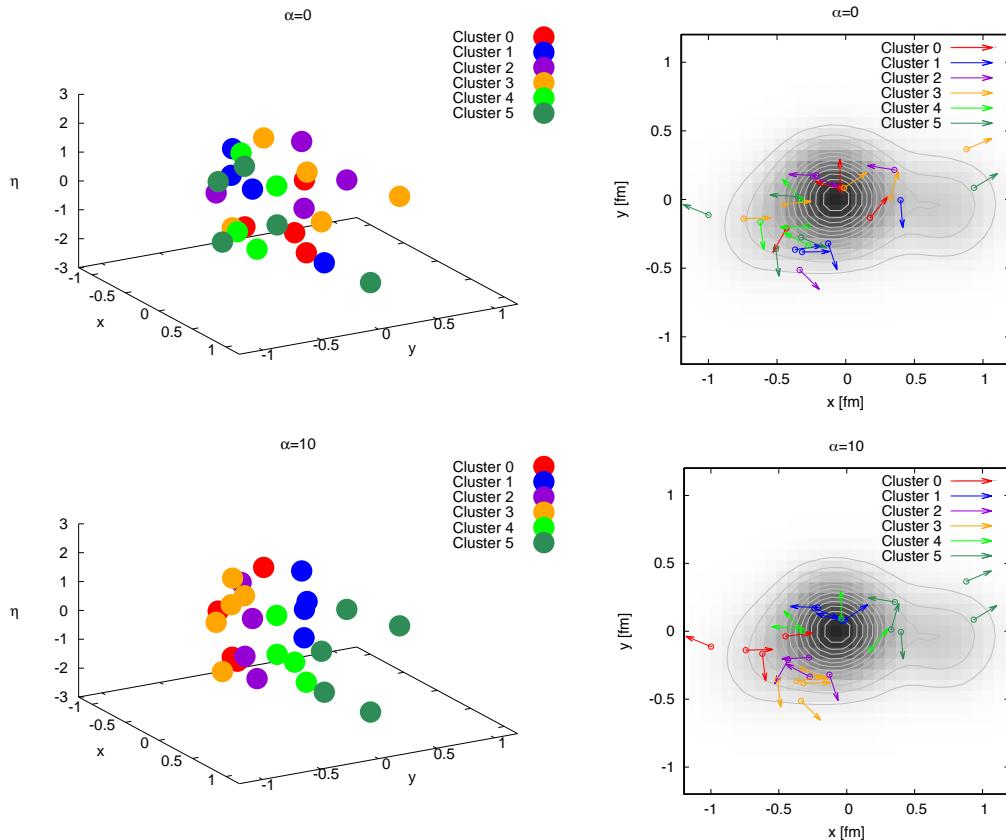 α=0
Cluster 0
Cluster 1
Cluster 2
Cluster 3
Cluster 4
Cluster 5
3
2
1
0
-1
-2
-3
η
-1
-0.5
0
0.5
1
x
-1
-0.5
0
0.5
1
y
α=0
Cluster 0
Cluster 1
Cluster 2
Cluster 3
Cluster 4
Cluster 5
1
0.5
0
-0.5
-1
y [fm]
-1 -0.5 0 0.5 1
x [fm]
α=10
Cluster 0
Cluster 1
Cluster 2
Cluster 3
Cluster 4
Cluster 5
3
2
1
0
-1
-2
-3
η
-1
-0.5
0
0.5
1
x
-1
-0.5
0
0.5
1
y
α=10
Cluster 0
Cluster 1
Cluster 2
Cluster 3
Cluster 4
Cluster 5
1
0.5
0
-0.5
-1
y [fm]
-1 -0.5 0 0.5 1
x [fm]